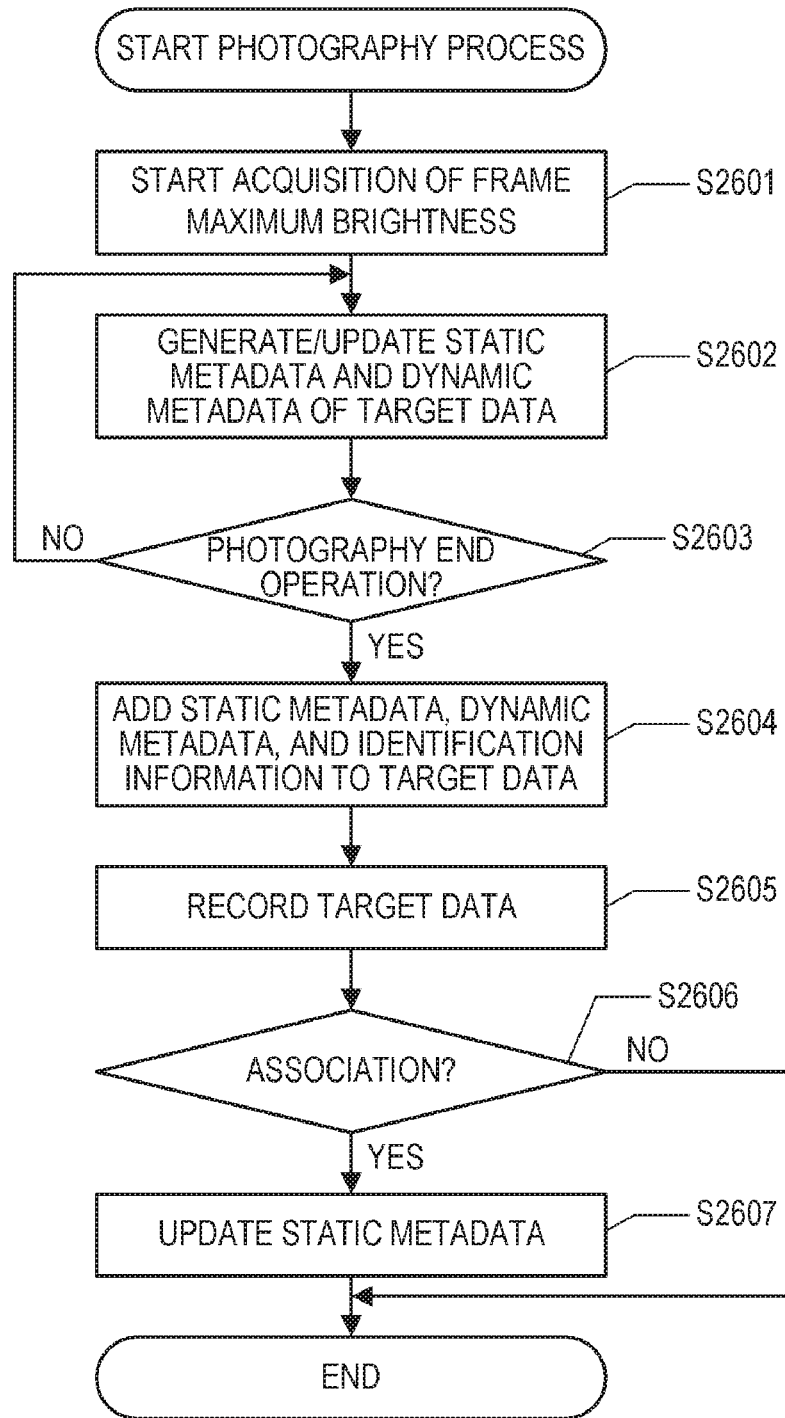 START PHOTOGRAPHY PROCESS
START ACQUISITION OF FRAME
MAXIMUM BRIGHTNESS
S2601
GENERATE/UPDATE STATIC
METADATA AND DYNAMIC
METADATA OF TARGET DATA
S2602
NO
PHOTOGRAPHY END
OPERATION?
S2603
YES
ADD STATIC METADATA, DYNAMIC
METADATA, AND IDENTIFICATION
INFORMATION TO TARGET DATA
S2604
RECORD TARGET DATA
S2605
S2606
ASSOCIATION?
NO
YES
UPDATE STATIC METADATA
S2607
END